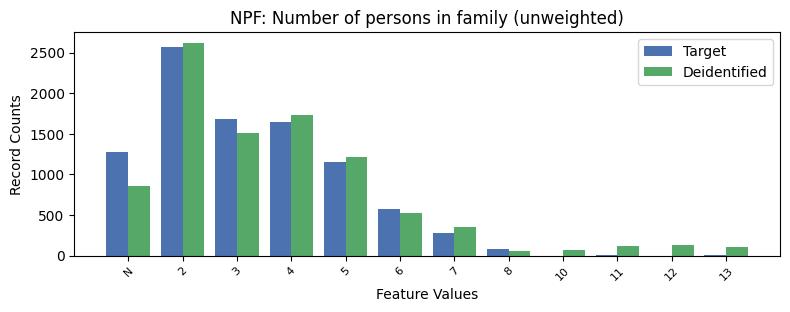 NPF: Number of persons in family (unweighted)
Target
Deidentified
Record Counts
2500
2000
1500
1000
500
0
N 2 3 4 5 6 7 8 10 11 12 13
Feature Values